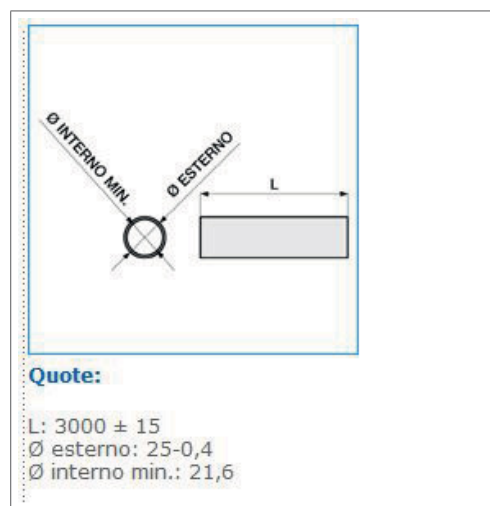 Ø INTERNO MIN.
Ø ESTERNO
L
Quote:
L: 3000 ± 15
Ø esterno: 25-0,4
Ø interno min.: 21,6